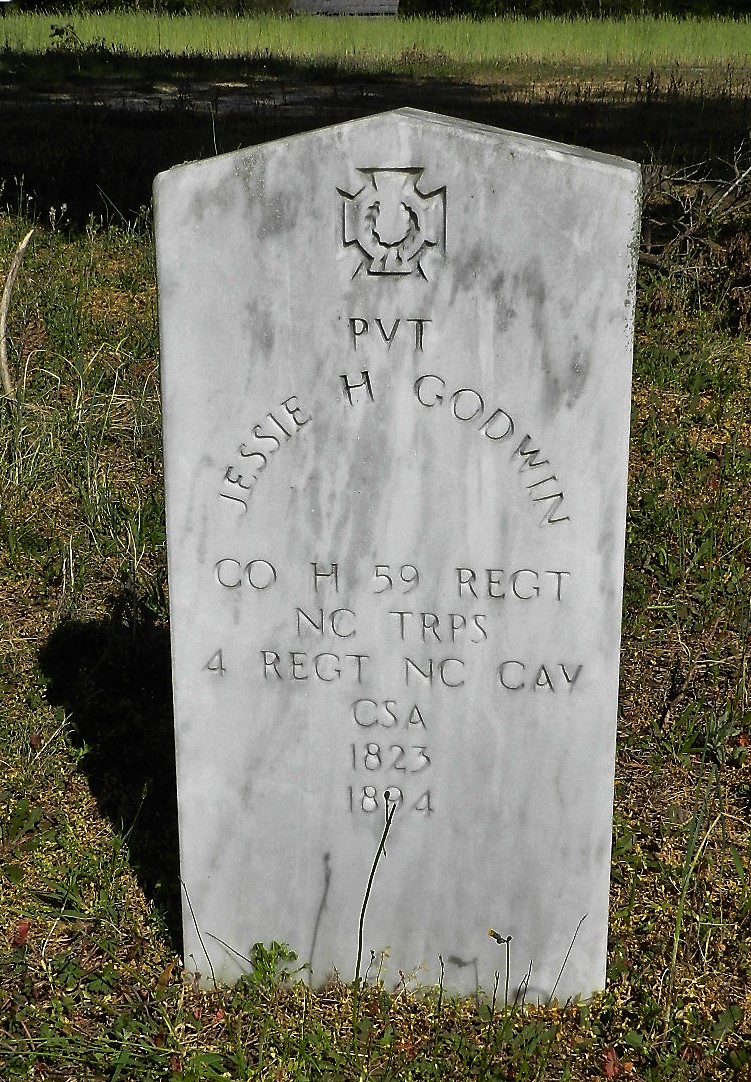 PVT
JESSIE H GODWIN
CO H 59 REGT
NC TRPS
4 REGT NC CAV
CSA
1823
1894